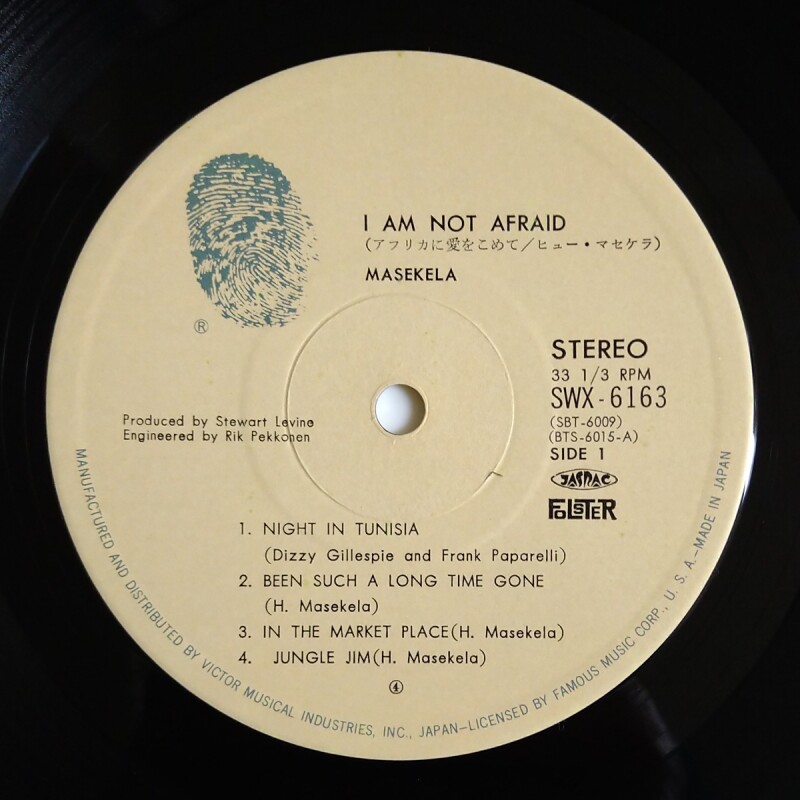 I AM NOT AFRAID
(アフリカに愛をこめて/ヒュー・マセケラ)
MASEKELA
®
STEREO
33 1/3 RPM
SWX-6163
(SBT-6009)
(BTS-6015-A)
SIDE 1
JASRAC
FOLSTER
Produced by Stewart Levine
Engineered by Rik Pekkonen
1. NIGHT IN TUNISIA
(Dizzy Gillespie and Frank Paparelli)
2. BEEN SUCH A LONG TIME GONE
(H. Masekela)
3. IN THE MARKET PLACE(H. Masekela)
4. JUNGLE JIM(H. Masekela)
④
MANUFACTURED AND DISTRIBUTED BY VICTOR MUSICAL INDUSTRIES, INC., JAPAN–LICENSED BY FAMOUS MUSIC CORP., U. S. A.–MADE IN JAPAN